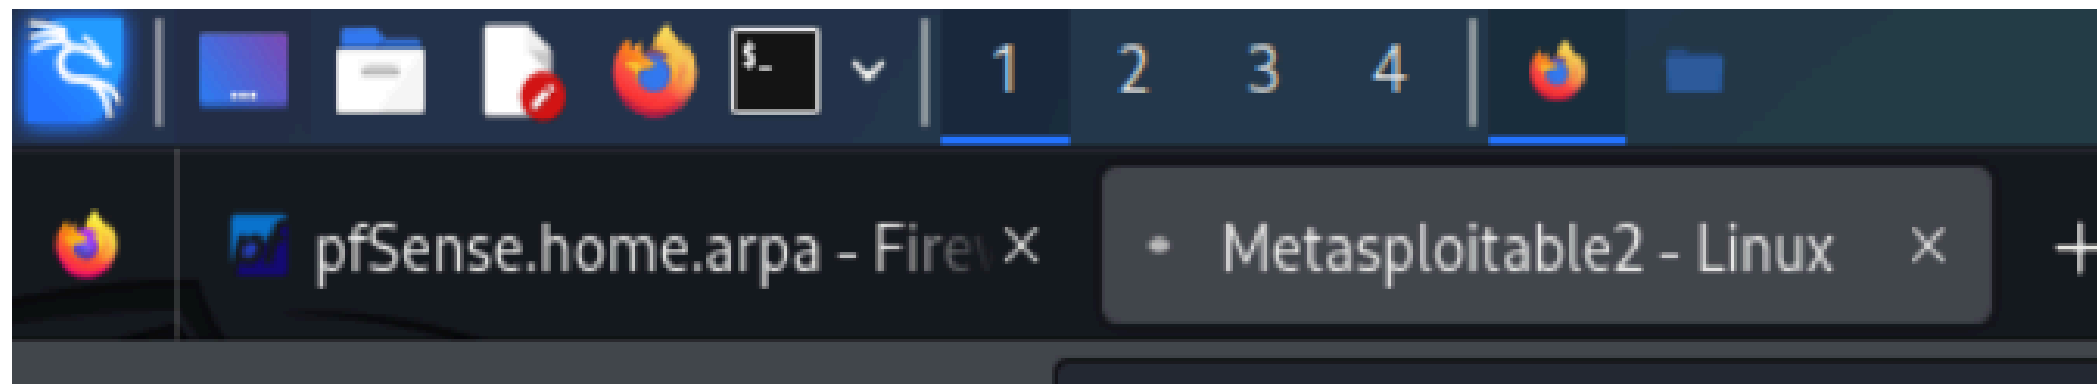 $_ 1 2 3 4
pfSense.home.arpa - Fire × Metasploitable2 - Linux × +